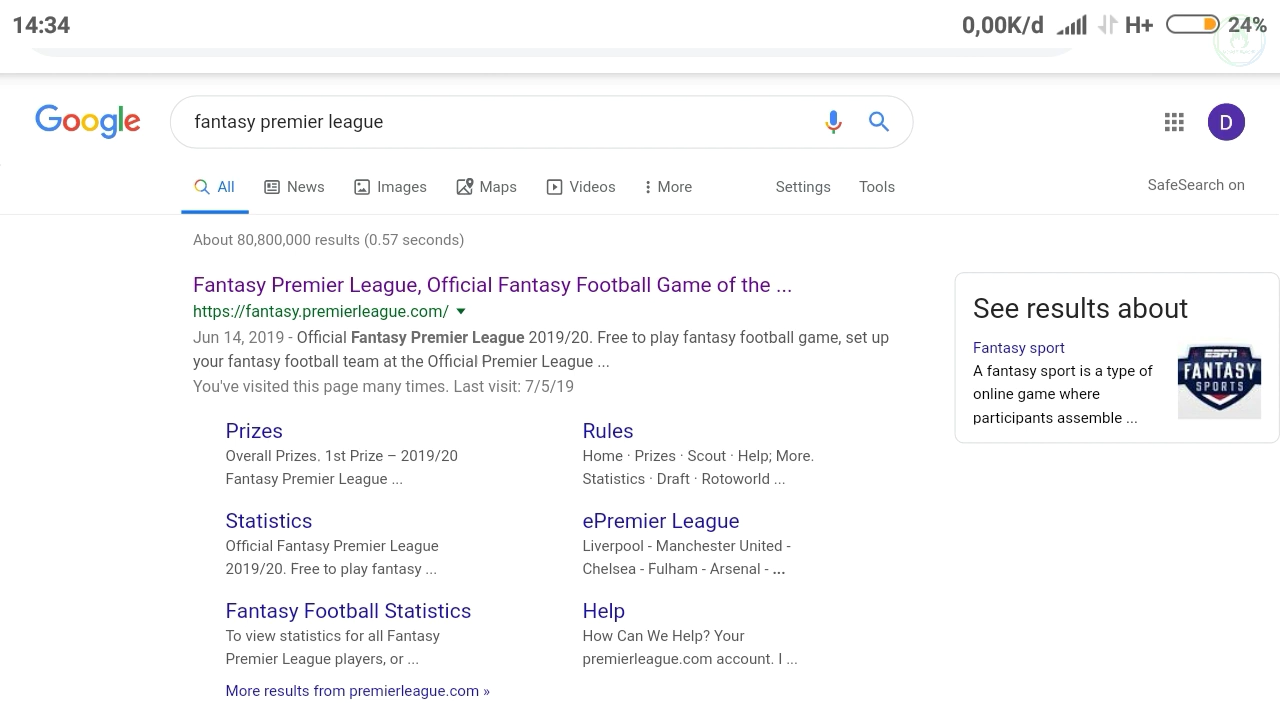 14:34 0,00K/d H+ 24%
Google fantasy premier league D
All News Images Maps Videos More Settings Tools SafeSearch on
About 80,800,000 results (0.57 seconds)
Fantasy Premier League, Official Fantasy Football Game of the ...
https://fantasy.premierleague.com/
Jun 14, 2019 - Official Fantasy Premier League 2019/20. Free to play fantasy football game, set up
your fantasy football team at the Official Premier League ...
You've visited this page many times. Last visit: 7/5/19
Prizes
Overall Prizes. 1st Prize – 2019/20
Fantasy Premier League ...
Rules
Home · Prizes · Scout · Help; More.
Statistics · Draft · Rotoworld ...
Statistics
Official Fantasy Premier League
2019/20. Free to play fantasy ...
ePremier League
Liverpool - Manchester United -
Chelsea - Fulham - Arsenal - ...
Fantasy Football Statistics
To view statistics for all Fantasy
Premier League players, or ...
Help
How Can We Help? Your
premierleague.com account. I ...
More results from premierleague.com »
See results about
Fantasy sport
A fantasy sport is a type of
online game where
participants assemble ...
ESPN
FANTASY
SPORTS